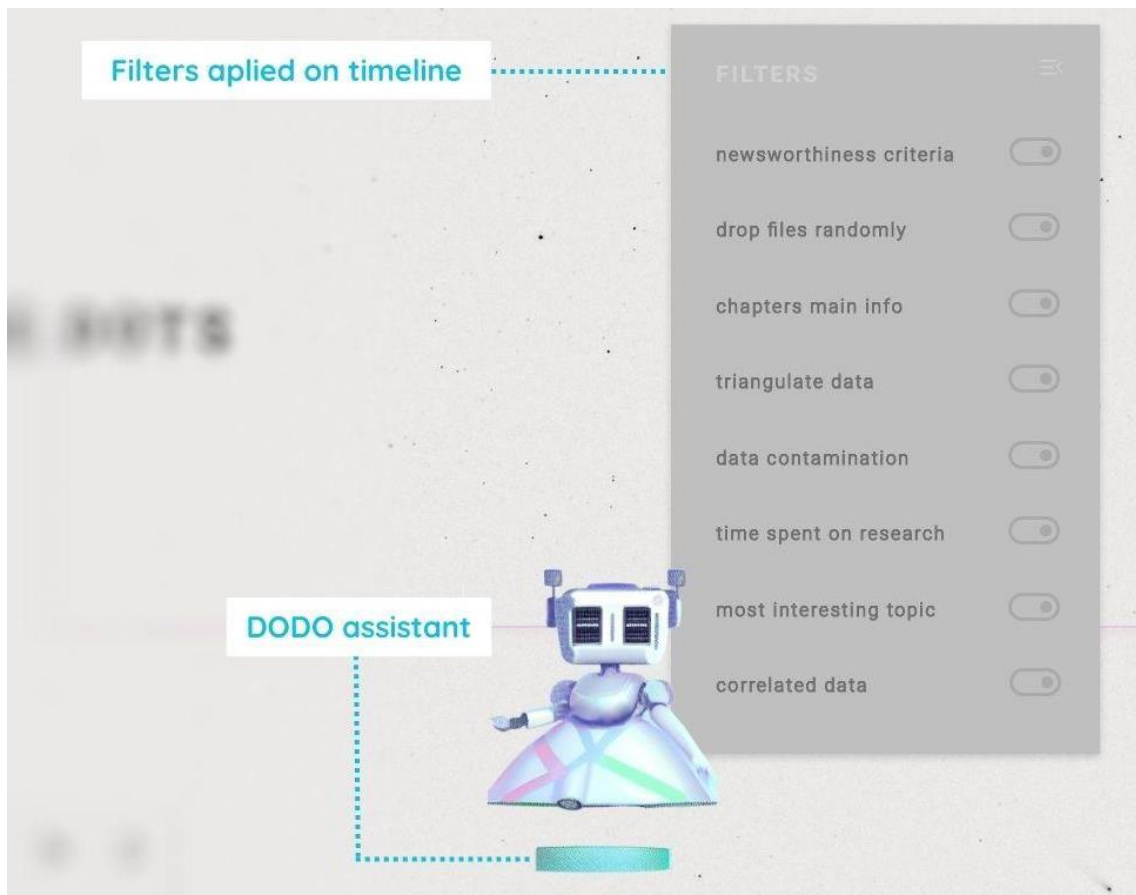 Filters aplied on timeline
FILTERS
newsworthiness criteria
drop files randomly
chapters main info
triangulate data
data contamination
time spent on research
most interesting topic
correlated data
DODO assistant